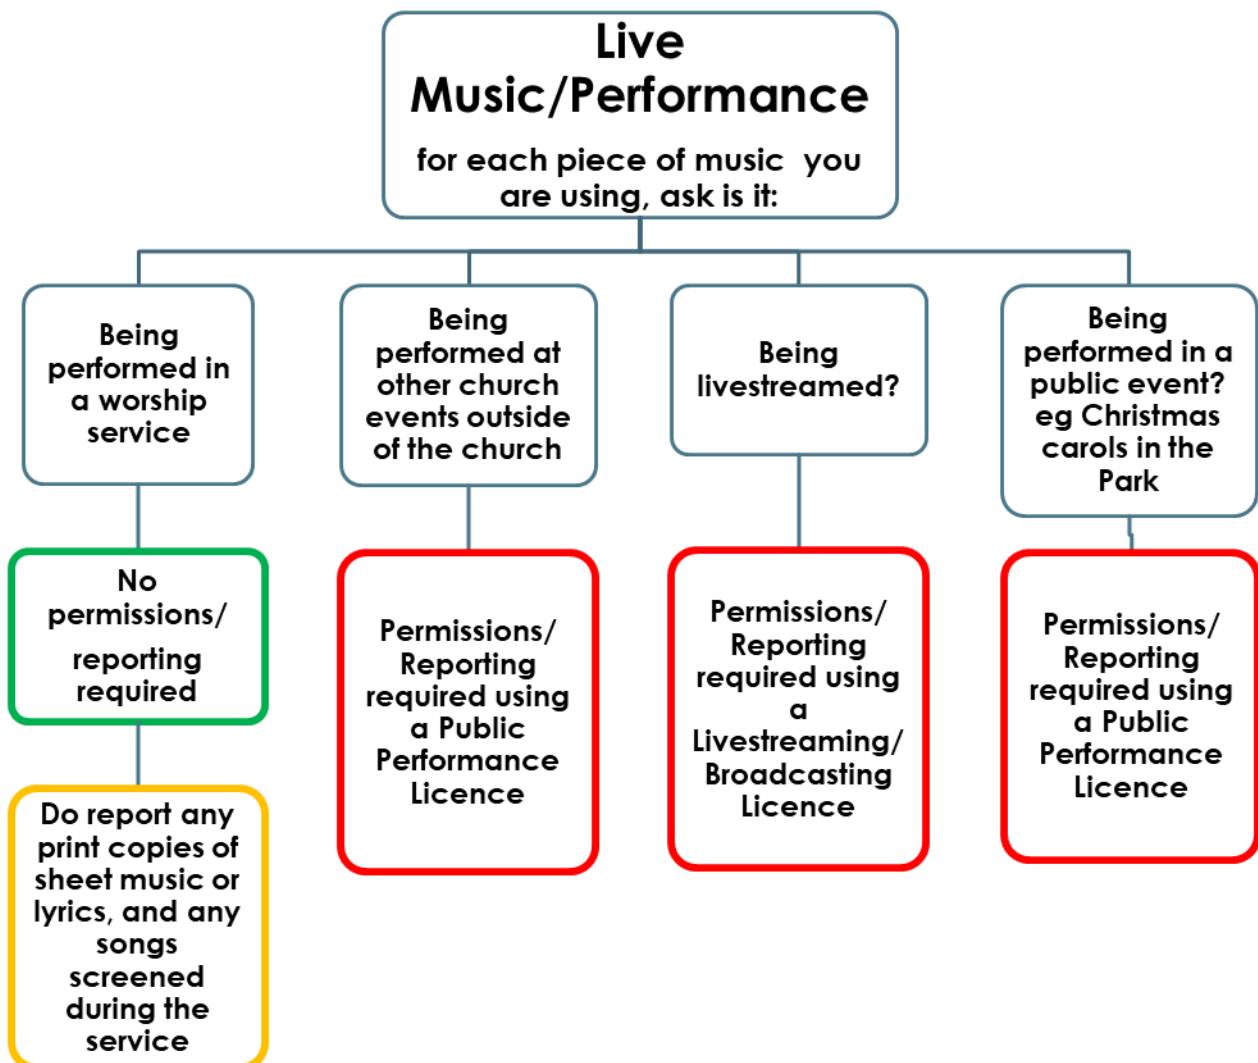 Live
Music/Performance
for each piece of music you
are using, ask is it:
Being
performed in
a worship
service
Being
performed at
other church
events outside
of the church
Being
livestreamed?
Being
performed in a
public event?
eg Christmas
carols in the
Park
No
permissions/
reporting
required
Permissions/
Reporting
required using
a Public
Performance
Licence
Permissions/
Reporting
required using
a
Livestreaming/
Broadcasting
Licence
Permissions/
Reporting
required using
a Public
Performance
Licence
Do report any
print copies of
sheet music or
lyrics, and any
songs
screened
during the
service